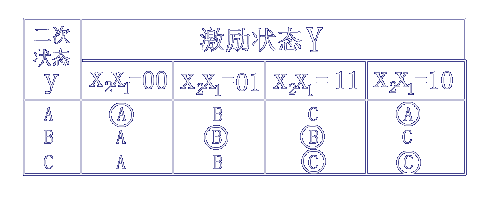 二次 激励状态Y
状态
y X₂X₁=00 X₂X₁=01 X₂X₁=11 X₂X₁=10
A Ⓐ B C Ⓐ
B A Ⓑ Ⓑ C
C A B Ⓒ Ⓒ